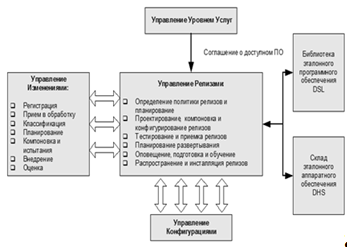 Управление Уровнем Услуг
Соглашение о доступном ПО
Управление
Изменениями:
Регистрация
Прием в обработку
Классификация
Планирование
Компоновка и
испытания
Внедрение
Оценка
Управление Релизами:
Определение политики релизов и
планирование
Проектирование, компоновка и
конфигурирование релизов
Тестирование и приемка релизов
Планирование развертывания
Оповещение, подготовка и обучение
Распространение и инсталляция релизов
Библиотека
эталонного
программного
обеспечения
DSL
Склад
эталонного
аппаратного
обеспечения
DHS
Управление
Конфигурациями